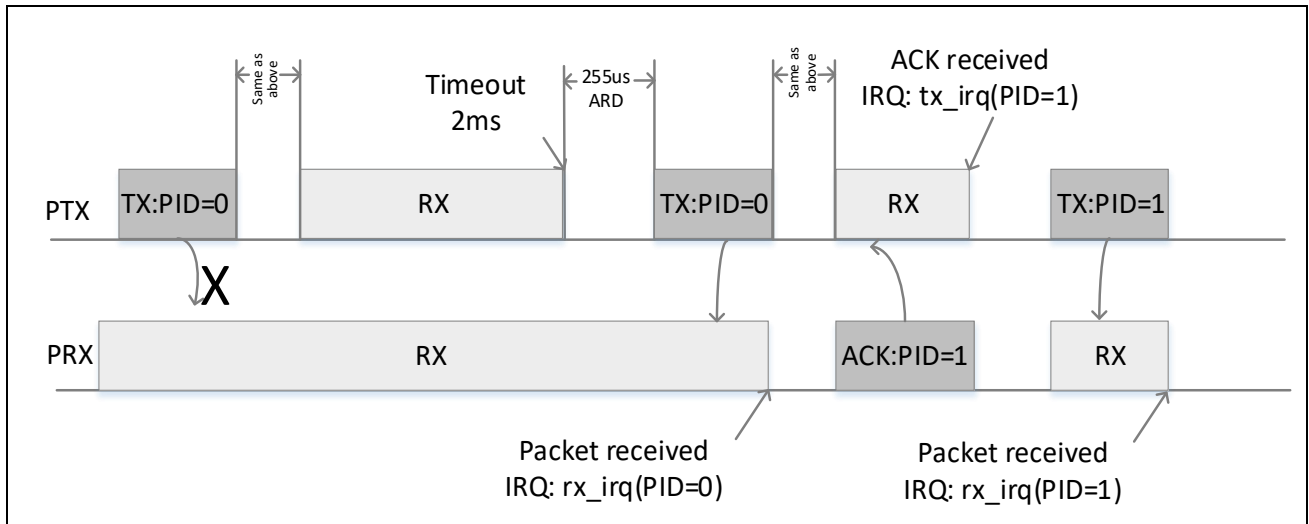 Same as
above
Timeout
2ms
255us
ARD
Same as
above
ACK received
IRQ: tx_irq(PID=1)
PTX
TX:PID=0
RX
TX:PID=0
RX
TX:PID=1
X
PRX
RX
ACK:PID=1
RX
Packet received
IRQ: rx_irq(PID=0)
Packet received
IRQ: rx_irq(PID=1)